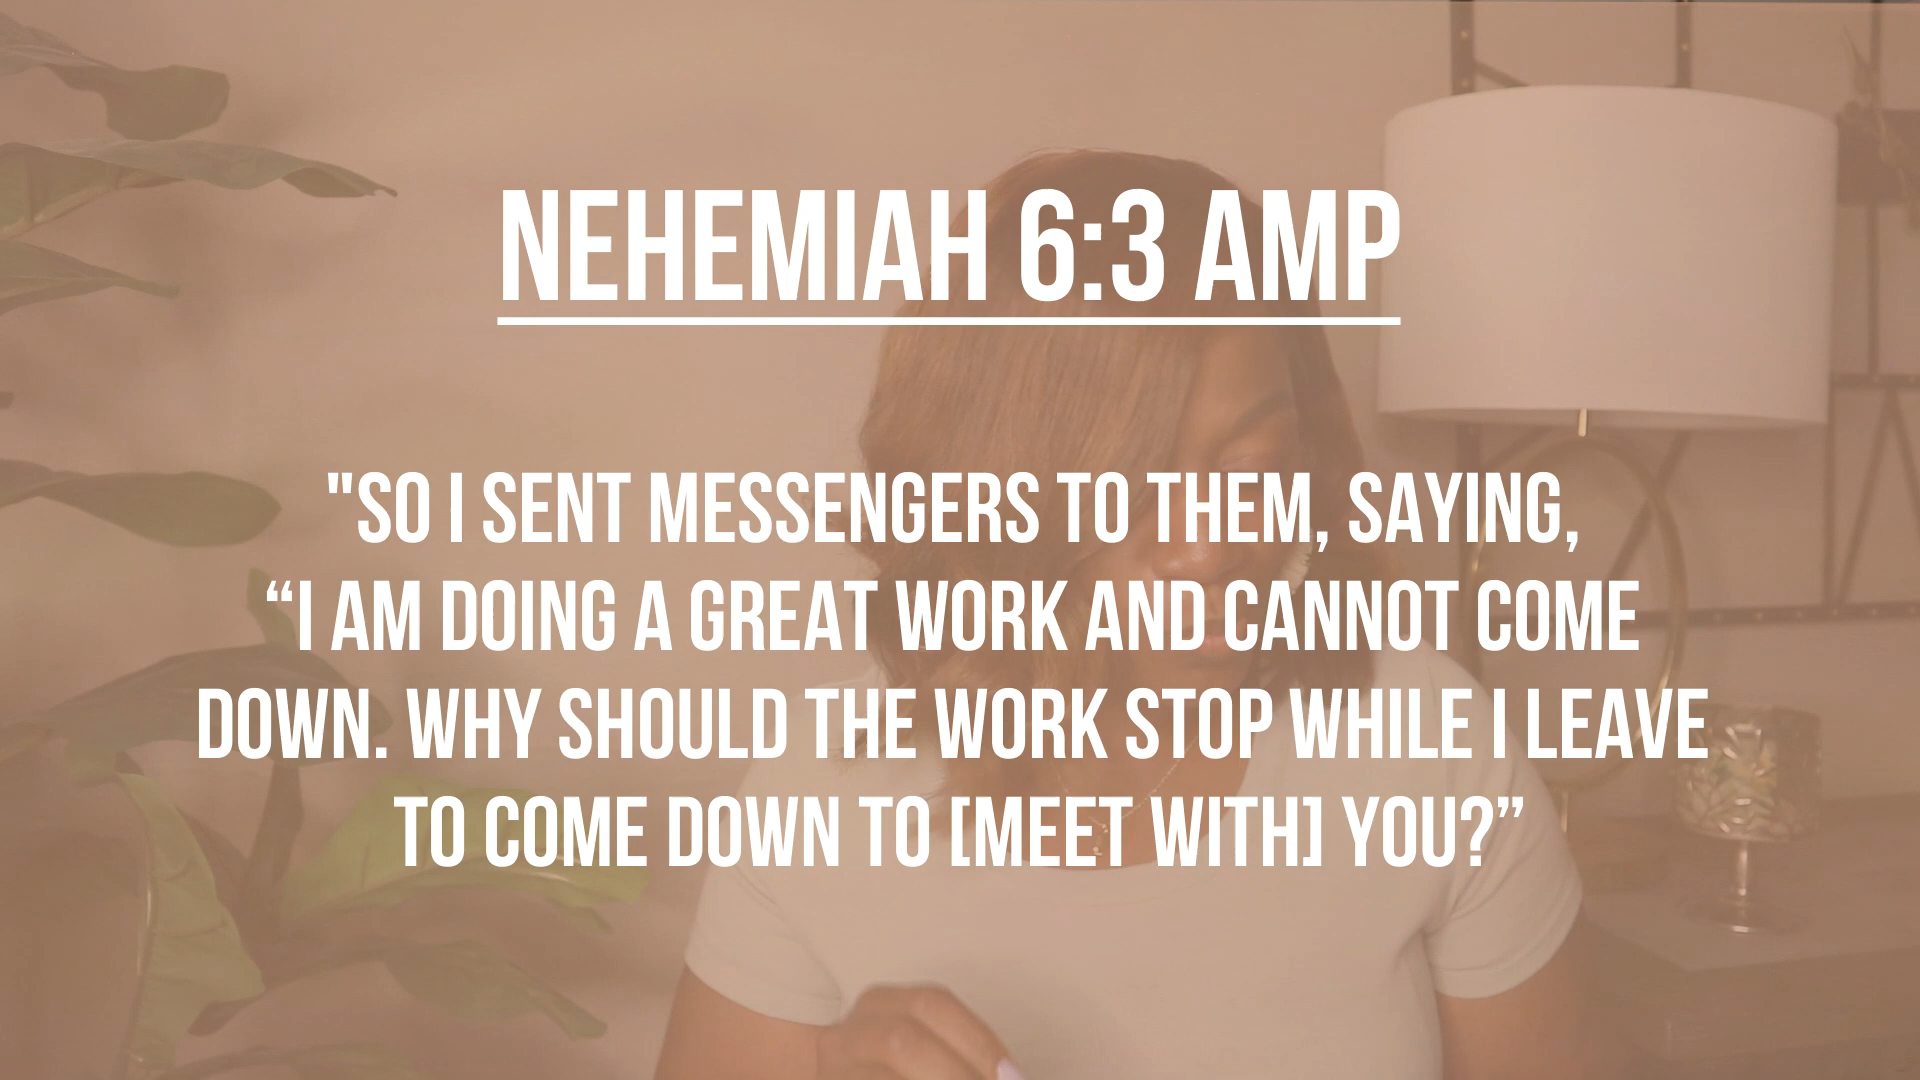 NEHEMIAH 6:3 AMP
"SO I SENT MESSENGERS TO THEM, SAYING,
“I AM DOING A GREAT WORK AND CANNOT COME
DOWN. WHY SHOULD THE WORK STOP WHILE I LEAVE
TO COME DOWN TO [MEET WITH] YOU?”